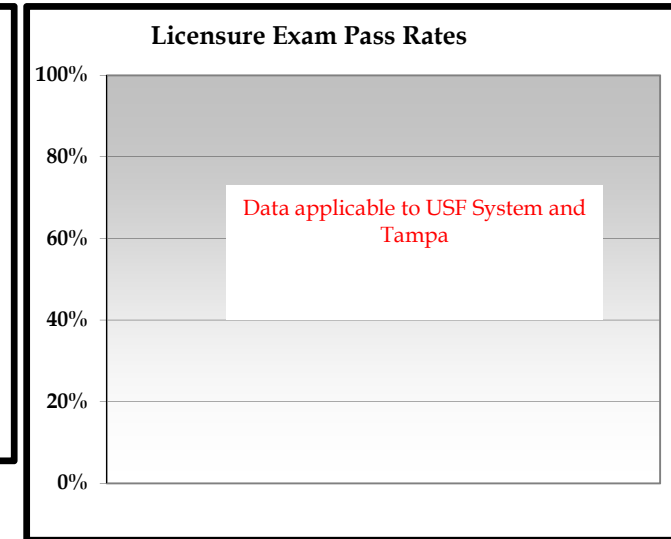 Licensure Exam Pass Rates
100%
80%
Data applicable to USF System and
Tampa
60%
40%
20%
0%